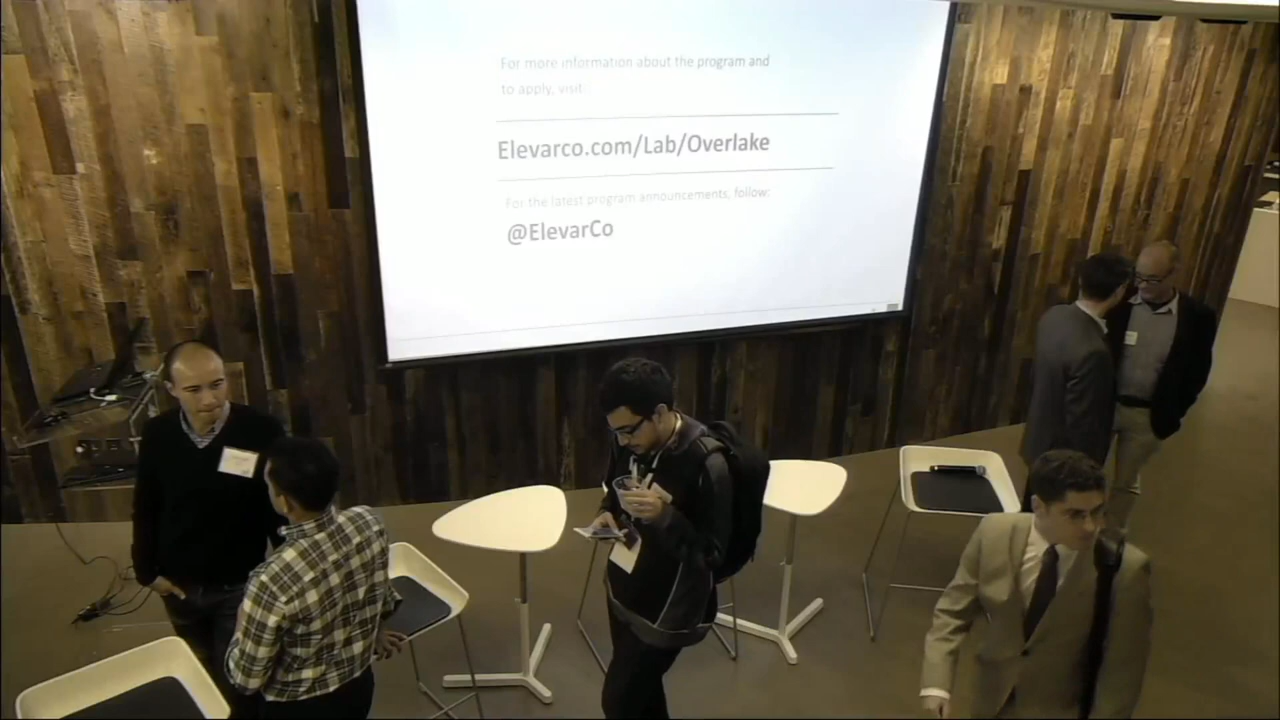 For more information about the program and
to apply, visit:
Elevarco.com/Lab/Overlake
For the latest program announcements, follow:
@ElevarCo